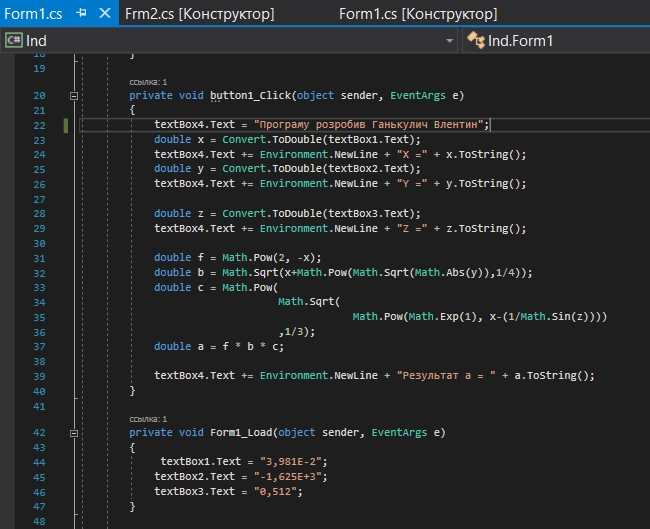 Form1.cs Frm2.cs [Конструктор] Form1.cs [Конструктор]
C# Ind Ind.Form1
18 }
19
ссылка: 1
20 private void button1_Click(object sender, EventArgs e)
21 {
22 textBox4.Text = "Програму розробив Ганькулич Влентин";
23 double x = Convert.ToDouble(textBox1.Text);
24 textBox4.Text += Environment.NewLine + "X =" + x.ToString();
25 double y = Convert.ToDouble(textBox2.Text);
26 textBox4.Text += Environment.NewLine + "Y =" + y.ToString();
27
28 double z = Convert.ToDouble(textBox3.Text);
29 textBox4.Text += Environment.NewLine + "Z =" + z.ToString();
30
31 double f = Math.Pow(2, -x);
32 double b = Math.Sqrt(x+Math.Pow(Math.Sqrt(Math.Abs(y)),1/4));
33 double c = Math.Pow(
34 Math.Sqrt(
35 Math.Pow(Math.Exp(1), x-(1/Math.Sin(z))))
36 ,1/3);
37 double a = f * b * c;
38
39 textBox4.Text += Environment.NewLine + "Результат a = " + a.ToString();
40 }
41
ссылка: 1
42 private void Form1_Load(object sender, EventArgs e)
43 {
44 textBox1.Text = "3,981E-2";
45 textBox2.Text = "-1,625E+3";
46 textBox3.Text = "0,512";
47 }
48